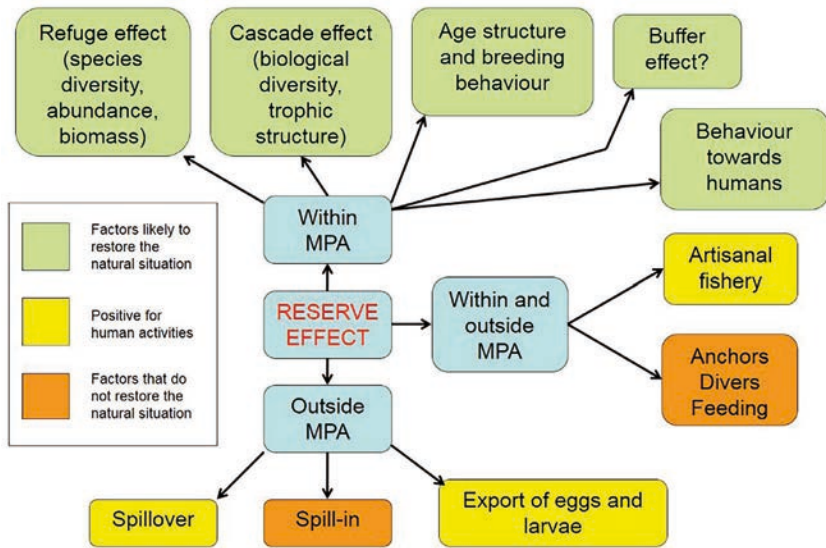 Refuge effect
(species
diversity,
abundance,
biomass)
Cascade effect
(biological
diversity,
trophic
structure)
Age structure
and breeding
behaviour
Buffer
effect?
Behaviour
towards
humans
Within
MPA
Factors likely to
restore the
natural situation
Positive for
human activities
Factors that do
not restore the
natural situation
RESERVE
EFFECT
Within and
outside
MPA
Artisanal
fishery
Anchors
Divers
Feeding
Outside
MPA
Spillover
Spill-in
Export of eggs and
larvae